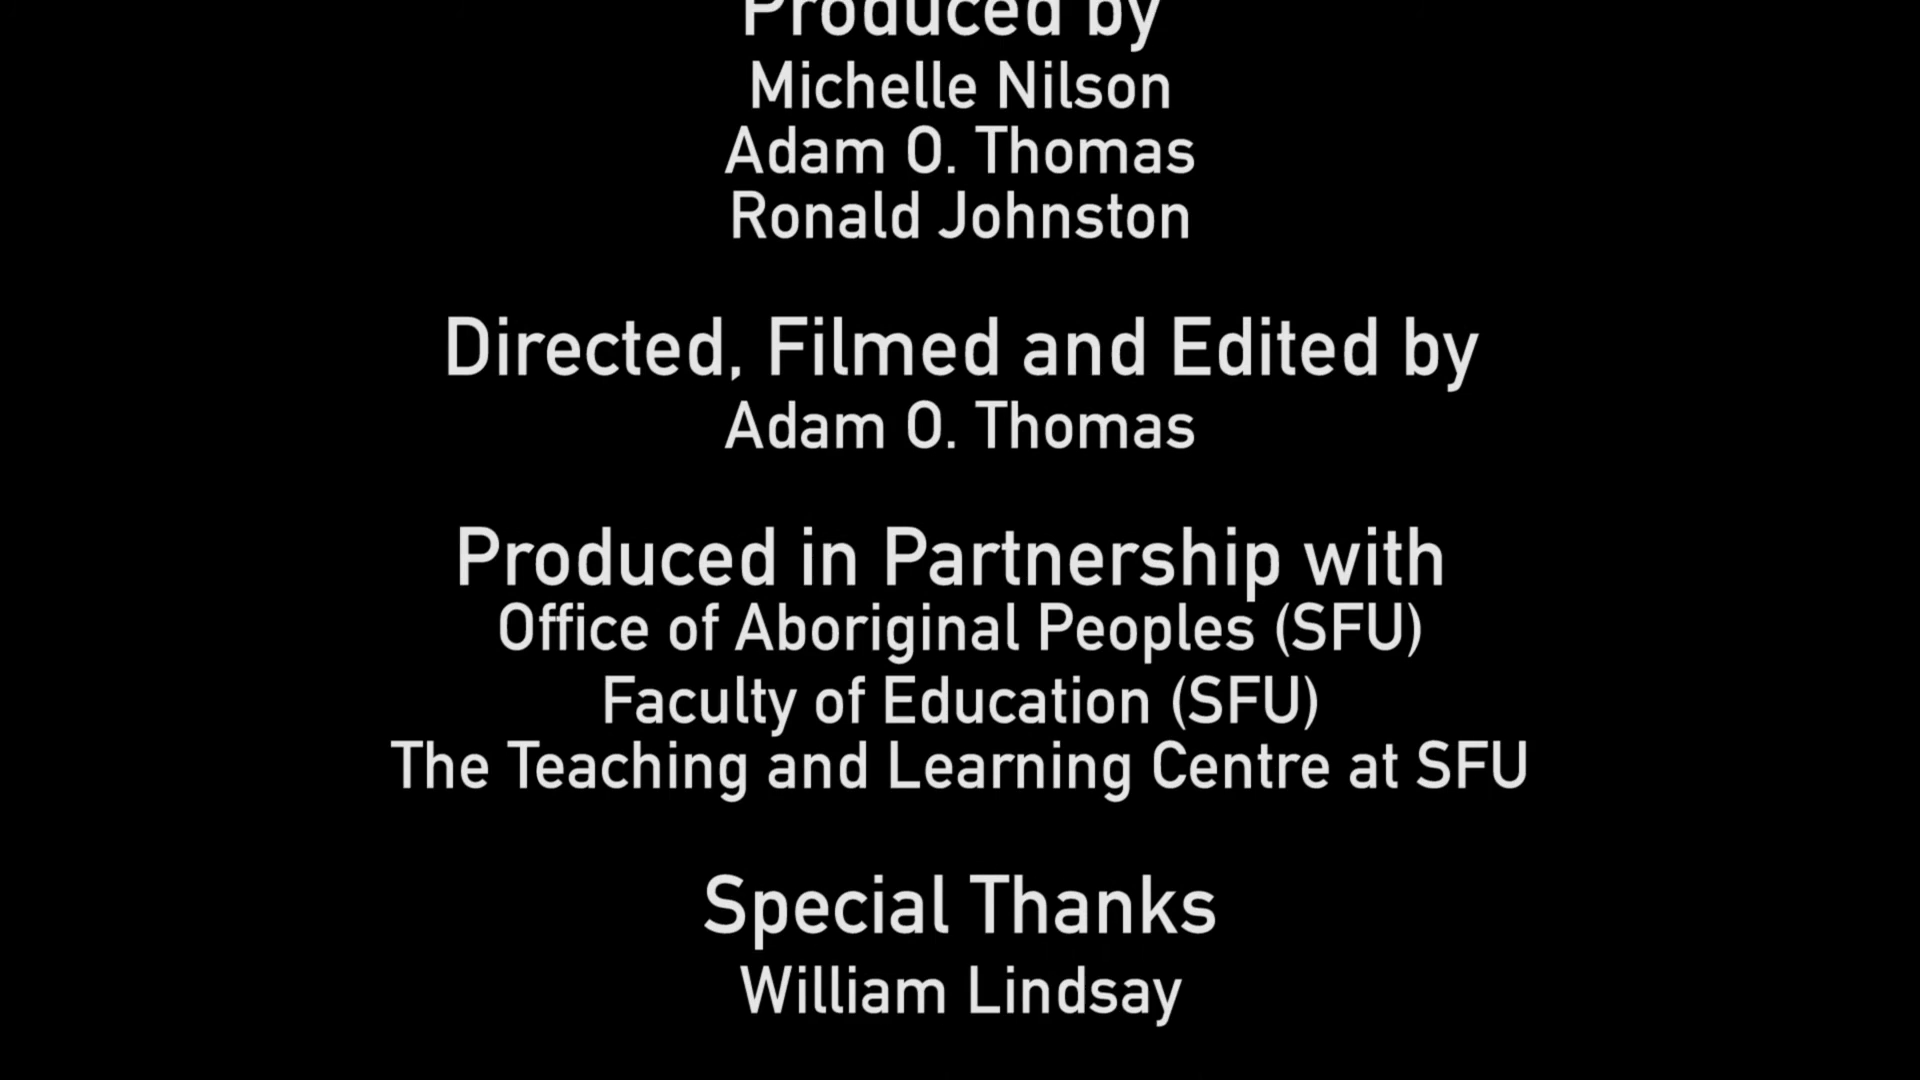 Produced by
Michelle Nilson
Adam O. Thomas
Ronald Johnston
Directed, Filmed and Edited by
Adam O. Thomas
Produced in Partnership with
Office of Aboriginal Peoples (SFU)
Faculty of Education (SFU)
The Teaching and Learning Centre at SFU
Special Thanks
William Lindsay